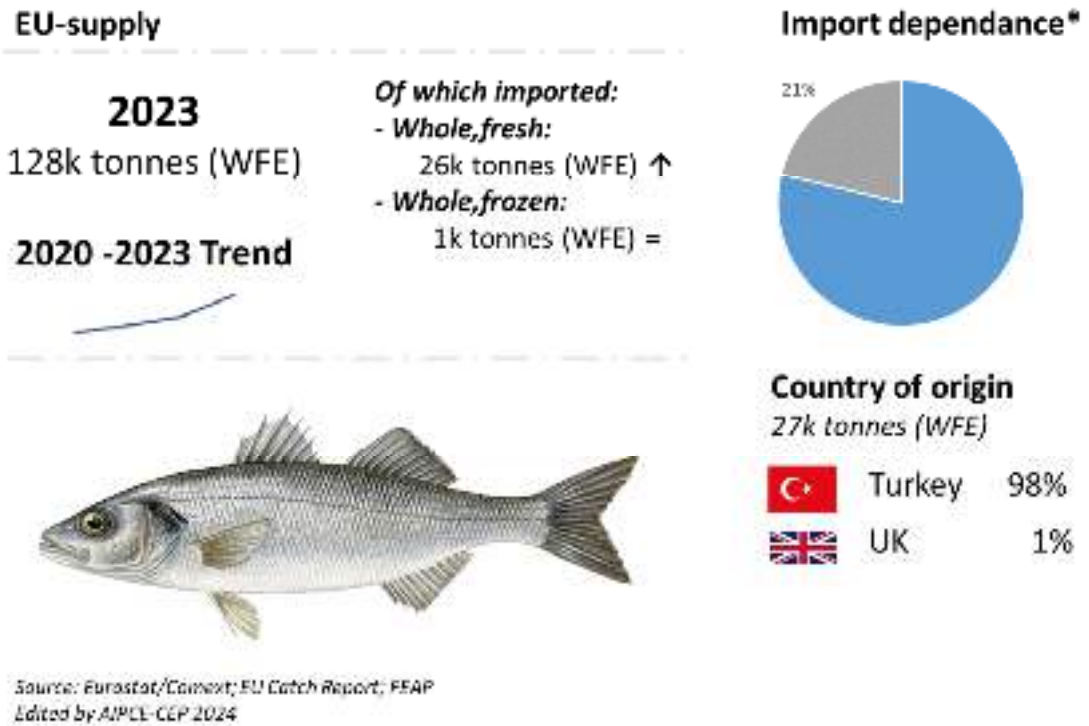 EU-supply
2023
128k tonnes (WFE)
2020 -2023 Trend
Of which imported:
- Whole,fresh:
26k tonnes (WFE) ↑
- Whole,frozen:
1k tonnes (WFE) =
Import dependance*
21%
Country of origin
27k tonnes (WFE)
Turkey 98%
UK 1%
Source: Eurostat/Comext; EU Catch Report; FEAP
Edited by AIPCE-CEP 2024